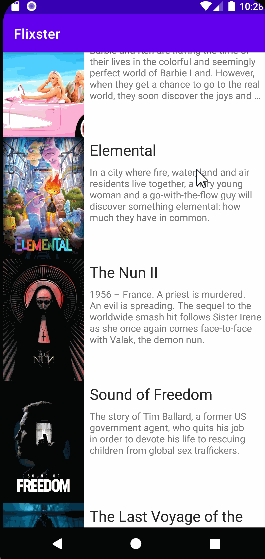 10:26
Flixster
Barbie and Ken are having the time of
their lives in the colorful and seemingly
perfect world of Barbie Land. However,
when they get a chance to go to the real
world, they soon discover the joys and ...
Elemental
In a city where fire, water, land and air
residents live together, a fiery young
woman and a go-with-the-flow guy will
discover something elemental: how
much they have in common.
ELEMENTAL
The Nun II
1956 – France. A priest is murdered.
An evil is spreading. The sequel to the
worldwide smash hit follows Sister Irene
as she once again comes face-to-face
with Valak, the demon nun.
Sound of Freedom
The story of Tim Ballard, a former US
government agent, who quits his job
in order to devote his life to rescuing
children from global sex traffickers.
FREEDOM
The Last Voyage of the